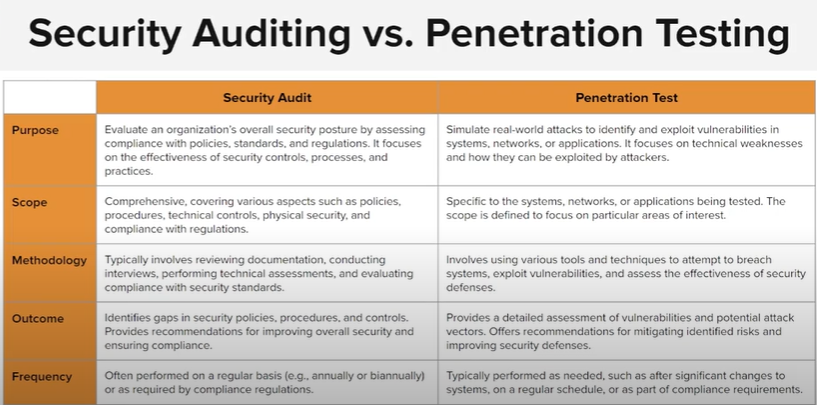 Security Auditing vs. Penetration Testing
Security Audit
Penetration Test
Purpose
Evaluate an organization's overall security posture by assessing
compliance with policies, standards, and regulations. It focuses
on the effectiveness of security controls, processes, and
practices.
Simulate real-world attacks to identify and exploit vulnerabilities in
systems, networks, or applications. It focuses on technical weaknesses
and how they can be exploited by attackers.
Scope
Comprehensive, covering various aspects such as policies,
procedures, technical controls, physical security, and
compliance with regulations.
Specific to the systems, networks, or applications being tested. The
scope is defined to focus on particular areas of interest.
Methodology
Typically involves reviewing documentation, conducting
interviews, performing technical assessments, and evaluating
compliance with security standards.
Involves using various tools and techniques to attempt to breach
systems, exploit vulnerabilities, and assess the effectiveness of security
defenses.
Outcome
Identifies gaps in security policies, procedures, and controls.
Provides recommendations for improving overall security and
ensuring compliance.
Provides a detailed assessment of vulnerabilities and potential attack
vectors. Offers recommendations for mitigating identified risks and
improving security defenses.
Frequency
Often performed on a regular basis (e.g., annually or biannually)
or as required by compliance regulations.
Typically performed as needed, such as after significant changes to
systems, on a regular schedule, or as part of compliance requirements.